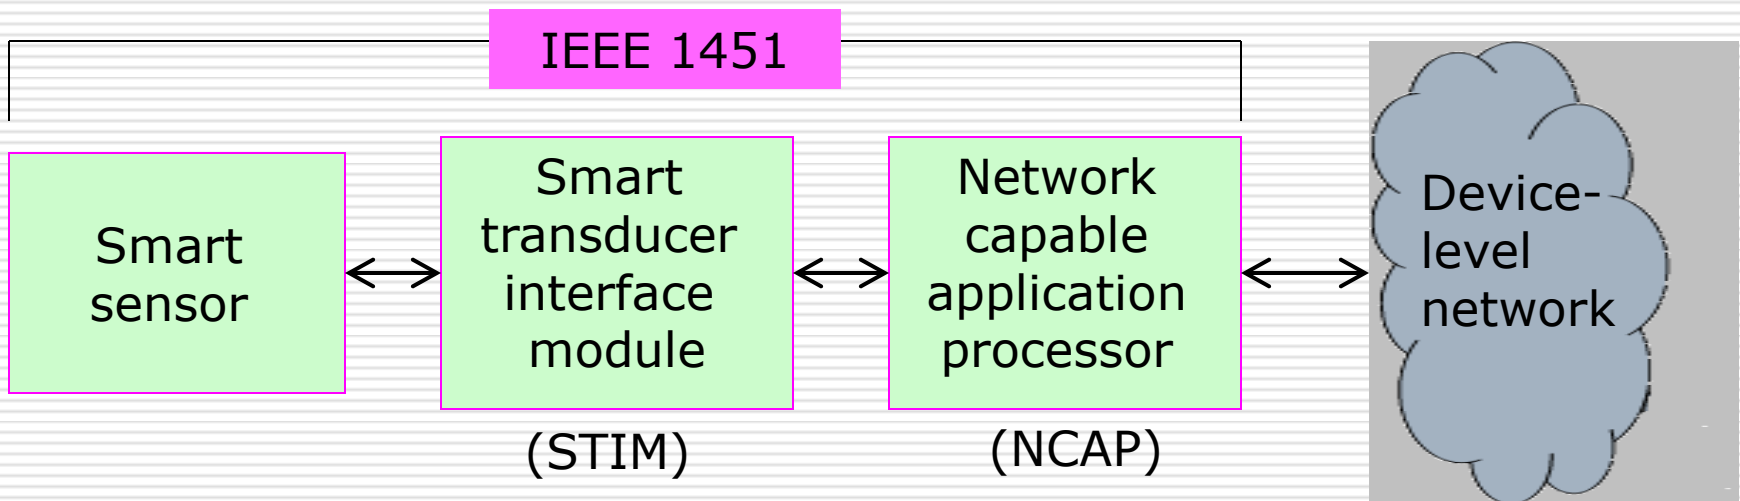 IEEE 1451
Smart
sensor
Smart
transducer
interface
module
(STIM)
Network
capable
application
processor
(NCAP)
Device-
level
network